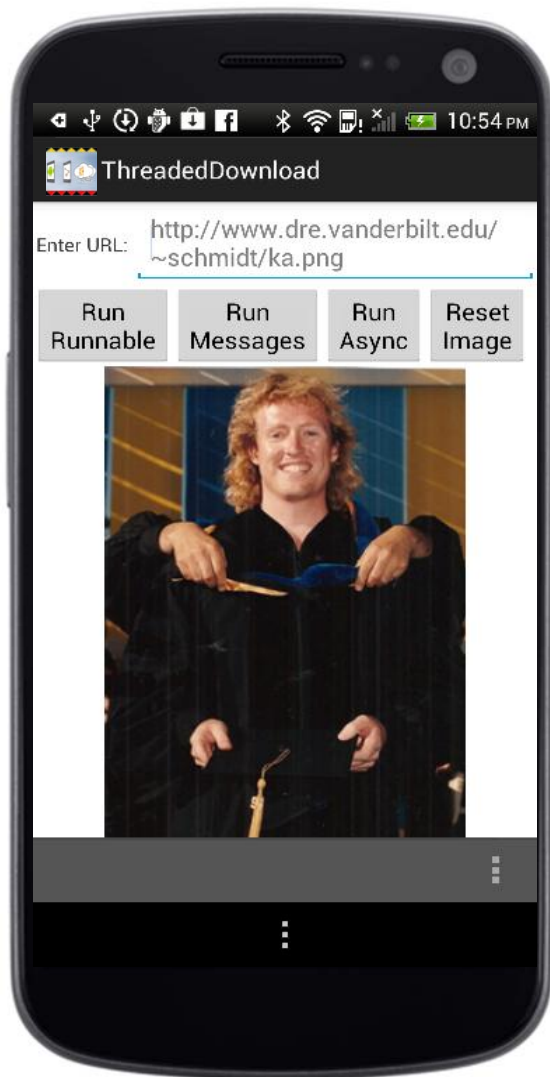 10:54 PM
ThreadedDownload
Enter URL:
http://www.dre.vanderbilt.edu/
~schmidt/ka.png
Run
Runnable
Run
Messages
Run
Async
Reset
Image